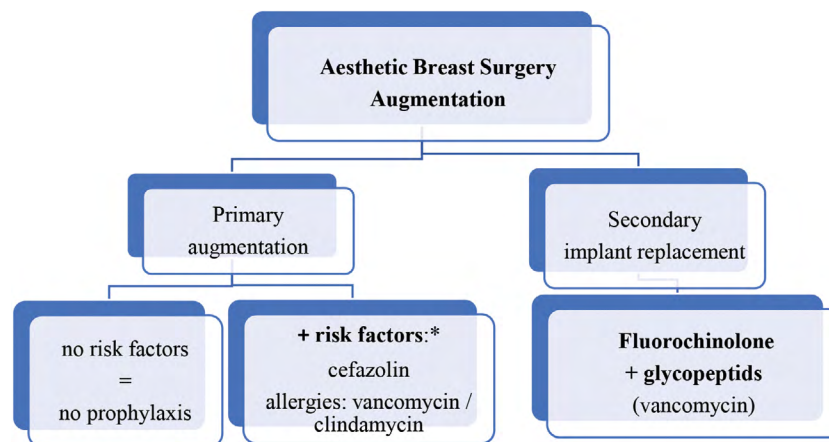 Aesthetic Breast Surgery
Augmentation
Primary
augmentation
Secondary
implant replacement
no risk factors
=
no prophylaxis
+ risk factors:*
cefazolin
allergies: vancomycin /
clindamycin
Fluorochinolone
+ glycopeptids
(vancomycin)